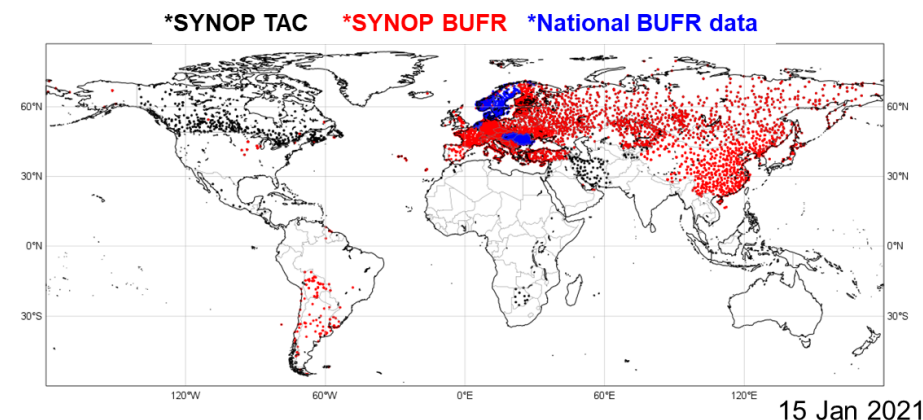 *SYNOP TAC *SYNOP BUFR *National BUFR data
60°N 60°N
30°N 30°N
0°N 0°N
30°S 30°S
120°W 60°W 0°E 60°E 120°E
15 Jan 2021